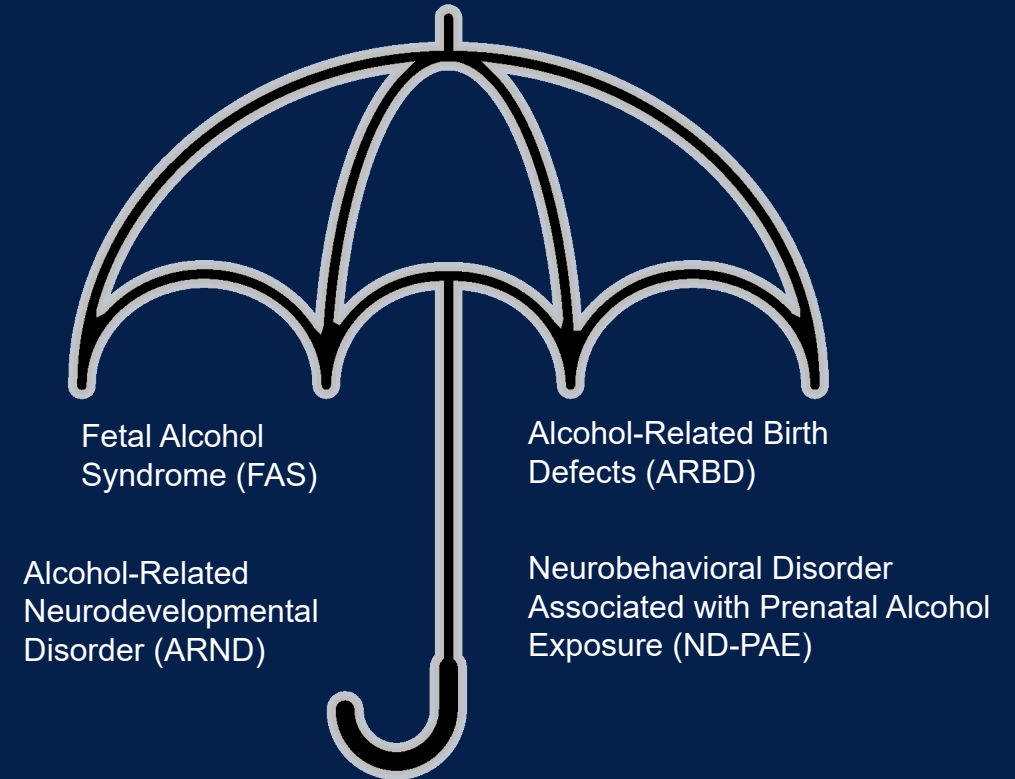 Fetal Alcohol
Syndrome (FAS)
Alcohol-Related Birth
Defects (ARBD)
Alcohol-Related
Neurodevelopmental
Disorder (ARND)
Neurobehavioral Disorder
Associated with Prenatal Alcohol
Exposure (ND-PAE)